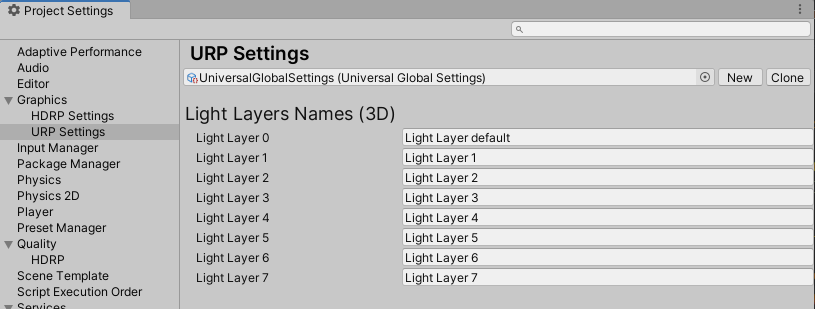 Project Settings
Adaptive Performance
Audio
Editor
Graphics
HDRP Settings
URP Settings
Input Manager
Package Manager
Physics
Physics 2D
Player
Preset Manager
Quality
HDRP
Scene Template
Script Execution Order
Services
URP Settings
UniversalGlobalSettings (Universal Global Settings)
New
Clone
Light Layers Names (3D)
Light Layer 0 Light Layer default
Light Layer 1 Light Layer 1
Light Layer 2 Light Layer 2
Light Layer 3 Light Layer 3
Light Layer 4 Light Layer 4
Light Layer 5 Light Layer 5
Light Layer 6 Light Layer 6
Light Layer 7 Light Layer 7